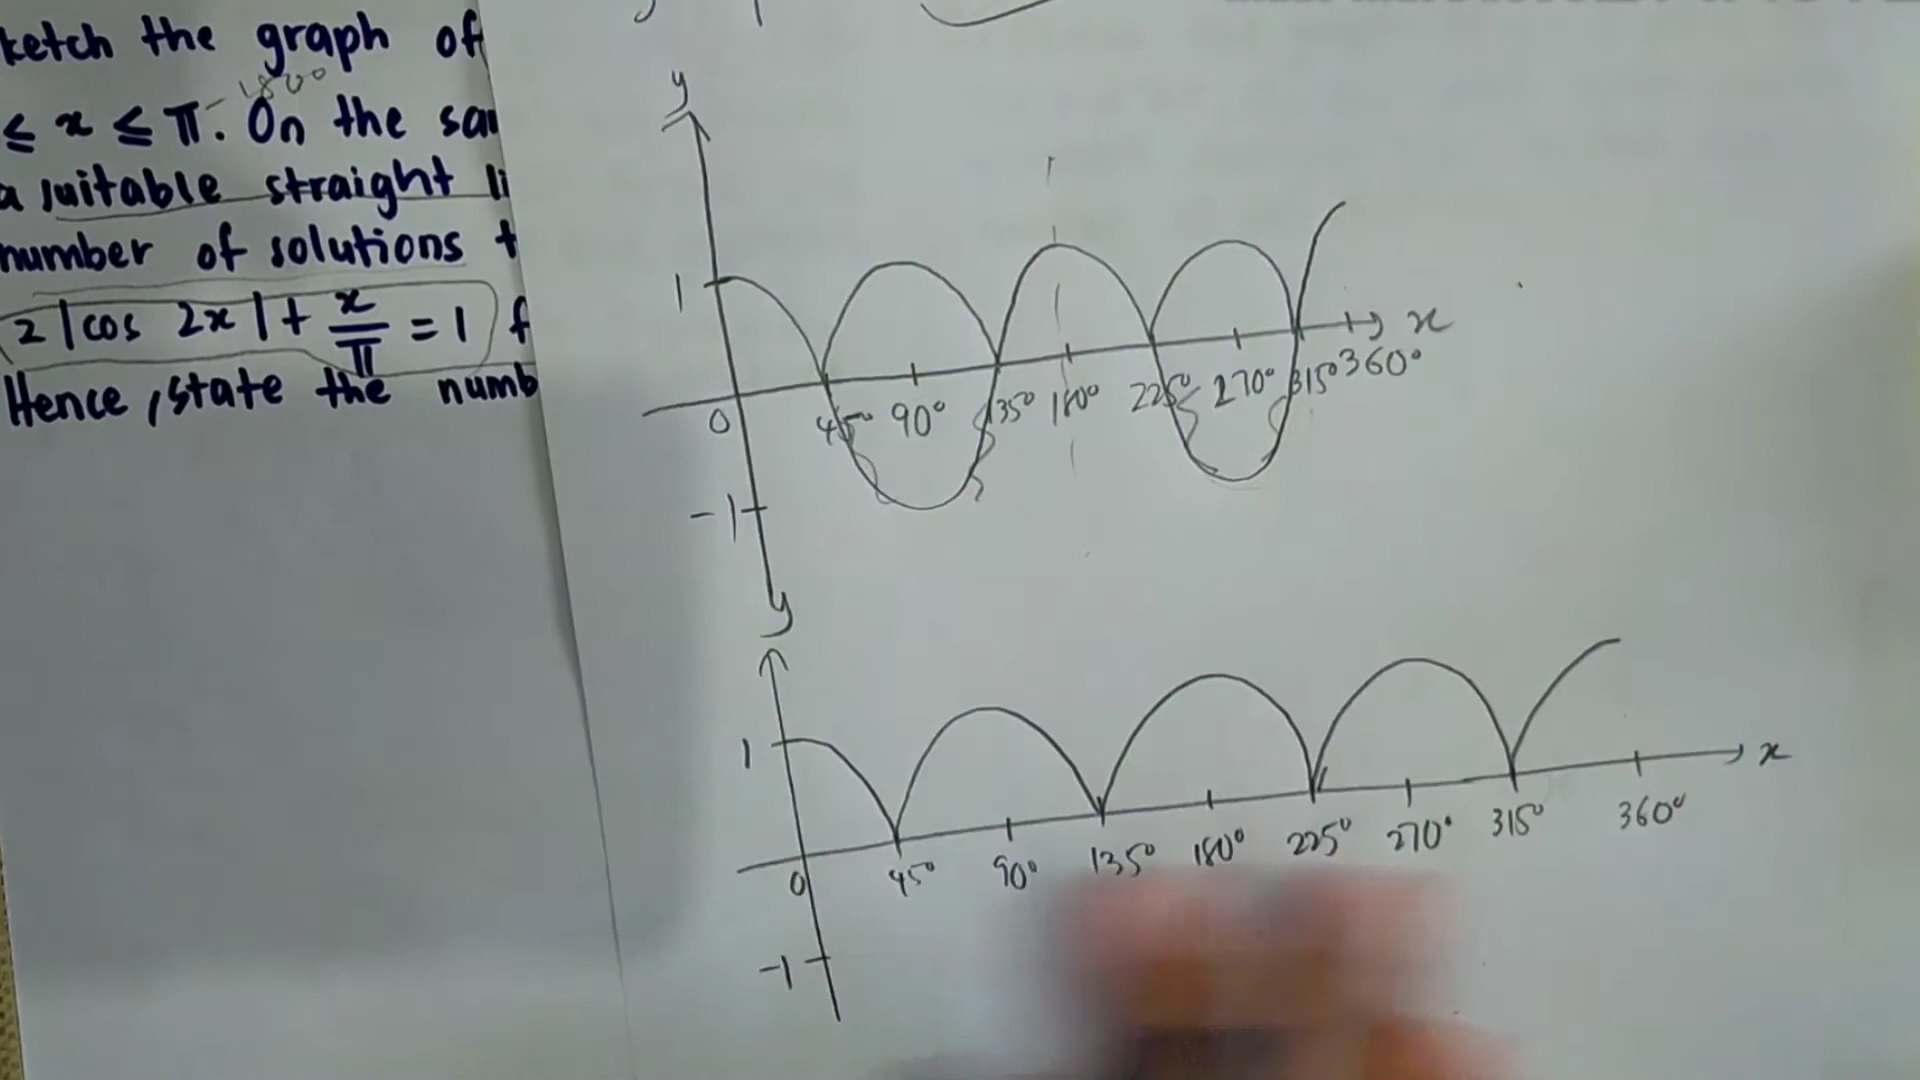 ketch the graph of
180°
≤ x ≤ π. On the sa
a suitable straight li
number of solutions t
2 |cos 2x| + x/π = 1 f
Hence, state the numb
y
1
0
-1
45° 90° 135° 180° 225° 270° 315° 360°
x
y
1
0
-1
45° 90° 135° 180° 225° 270° 315° 360°
x